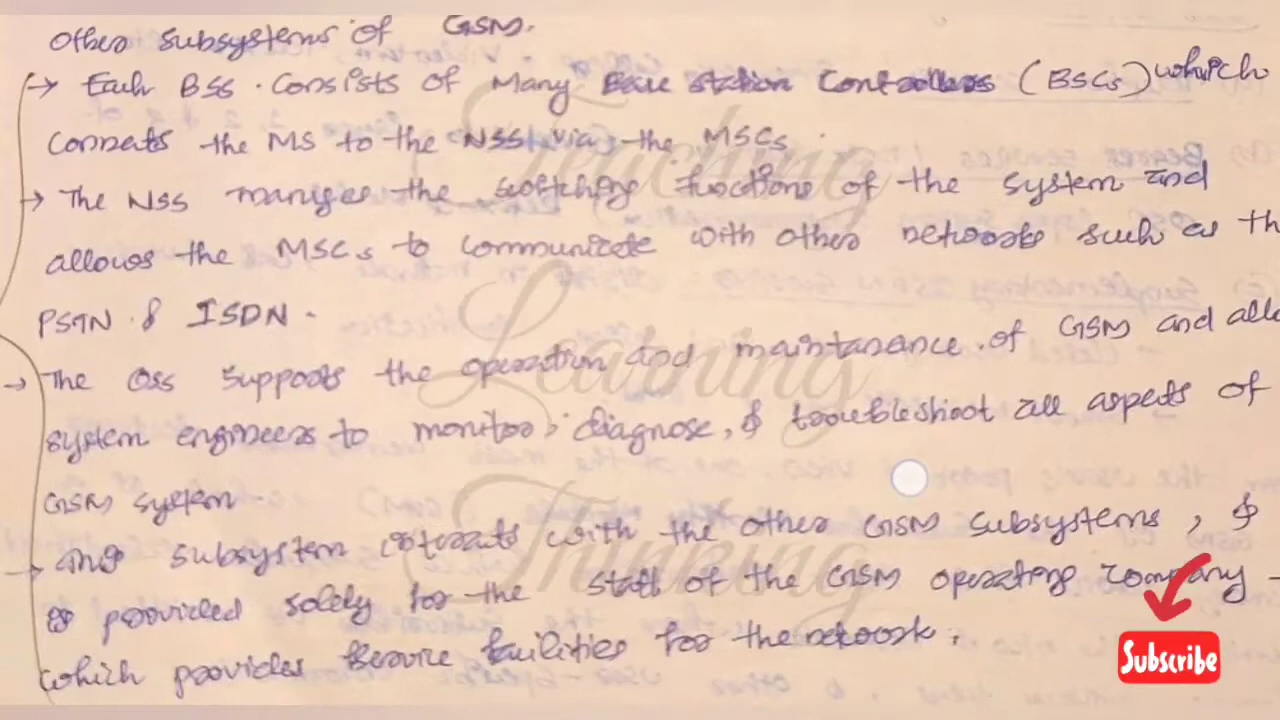 other subsystems of GSM.
→ Each BSS consists of Many Base station Controllers (BSCs) which
connects the MS to the NSS via the MSCs.
→ The NSS manages the switching functions of the system and
allows the MSCs to communicate with other networks such as th
PSTN & ISDN.
→ The OSS supports the operation and maintanance of GSM and allo
system engineers to monitor, diagnose, & troubleshoot all aspects of
GSM system
→ subsystem interacts with the other GSM subsystems, &
is provided solely for the staff of the GSM operating company
which provides service facilities for the network.
Teaching
Learning
Thinking
Subscribe